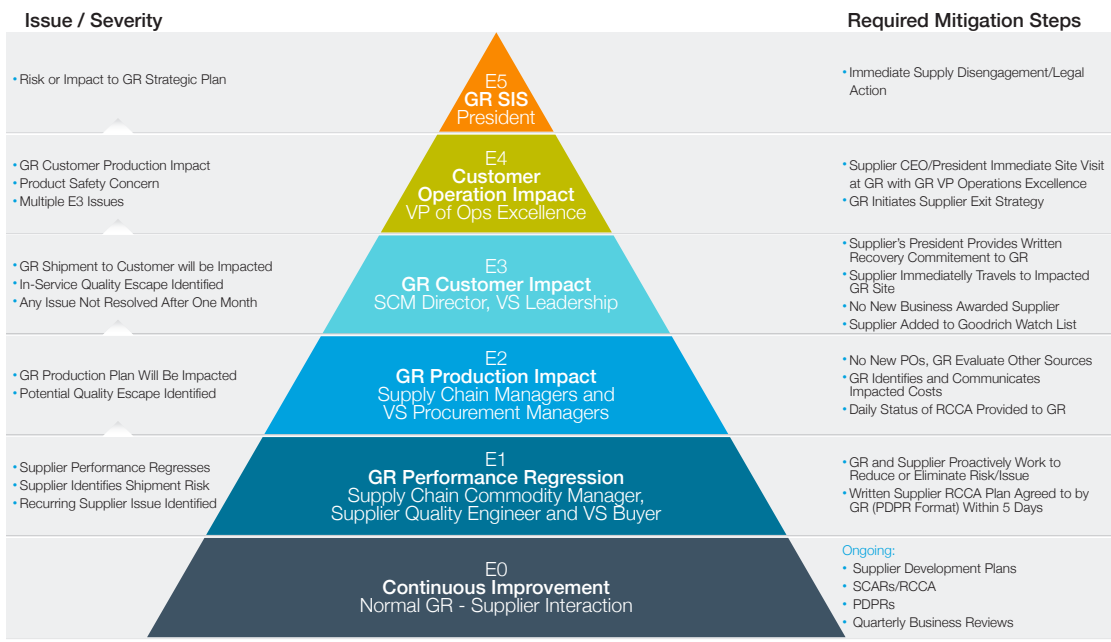 Issue / Severity
Required Mitigation Steps
• Risk or Impact to GR Strategic Plan
E5
GR SIS
President
• Immediate Supply Disengagement/Legal
Action
• GR Customer Production Impact
• Product Safety Concern
• Multiple E3 Issues
E4
Customer
Operation Impact
VP of Ops Excellence
• Supplier CEO/President Immediate Site Visit
at GR with GR VP Operations Excellence
• GR Initiates Supplier Exit Strategy
• GR Shipment to Customer will be Impacted
• In-Service Quality Escape Identified
• Any Issue Not Resolved After One Month
E3
GR Customer Impact
SCM Director, VS Leadership
• Supplier's President Provides Written
Recovery Commitement to GR
• Supplier Immediatelly Travels to Impacted
GR Site
• No New Business Awarded Supplier
• Supplier Added to Goodrich Watch List
• GR Production Plan Will Be Impacted
• Potential Quality Escape Identified
E2
GR Production Impact
Supply Chain Managers and
VS Procurement Managers
• No New POs, GR Evaluate Other Sources
• GR Identifies and Communicates
Impacted Costs
• Daily Status of RCCA Provided to GR
• Supplier Performance Regresses
• Supplier Identifies Shipment Risk
• Recurring Supplier Issue Identified
E1
GR Performance Regression
Supply Chain Commodity Manager,
Supplier Quality Engineer and VS Buyer
• GR and Supplier Proactively Work to
Reduce or Eliminate Risk/Issue
• Written Supplier RCCA Plan Agreed to by
GR (PDPR Format) Within 5 Days
E0
Continuous Improvement
Normal GR - Supplier Interaction
Ongoing:
• Supplier Development Plans
• SCARs/RCCA
• PDPRs
• Quarterly Business Reviews